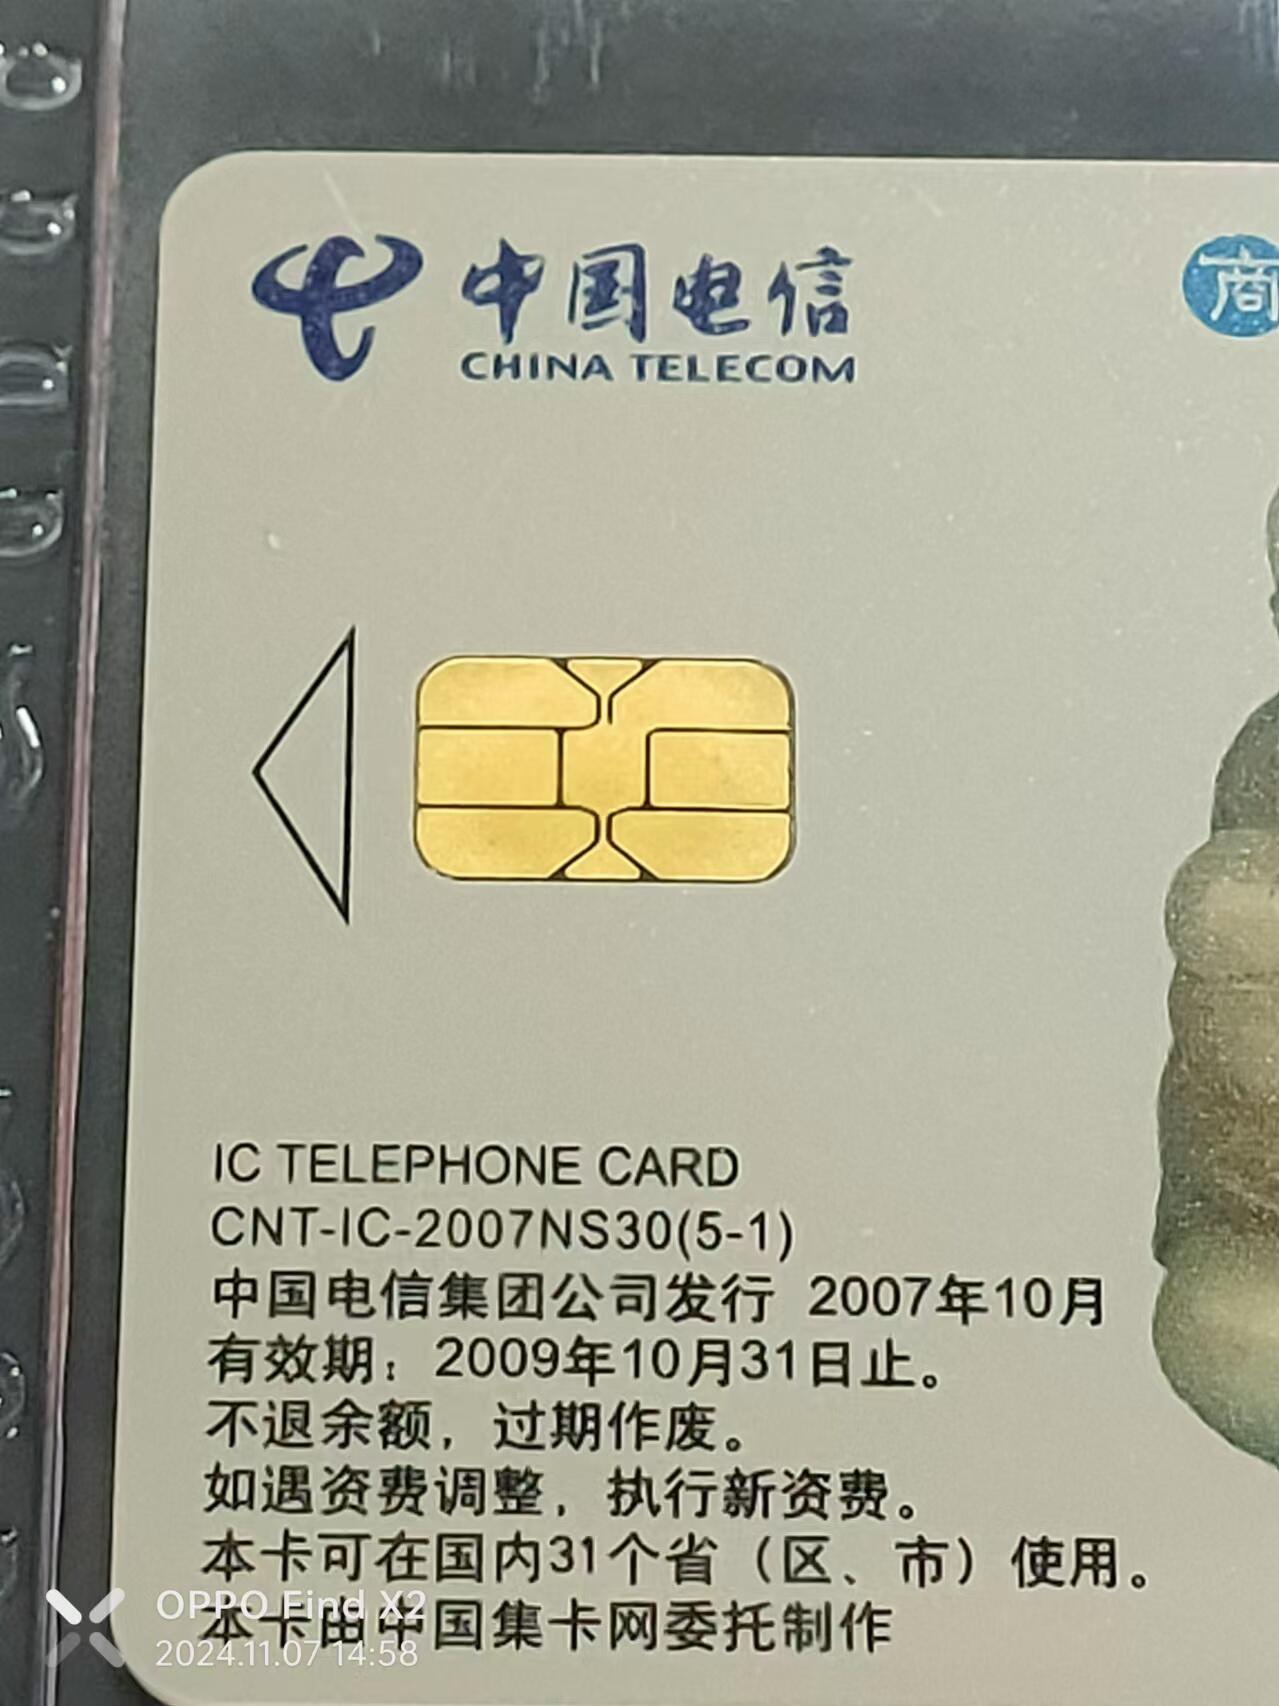 中国电信
CHINA TELECOM
商
IC TELEPHONE CARD
CNT-IC-2007NS30(5-1)
中国电信集团公司发行 2007年10月
有效期：2009年10月31日止。
不退余额，过期作废。
如遇资费调整，执行新资费。
本卡可在国内31个省（区、市）使用。
本卡由中国集卡网委托制作
OPPO Find X2
2024.11.07 14:58